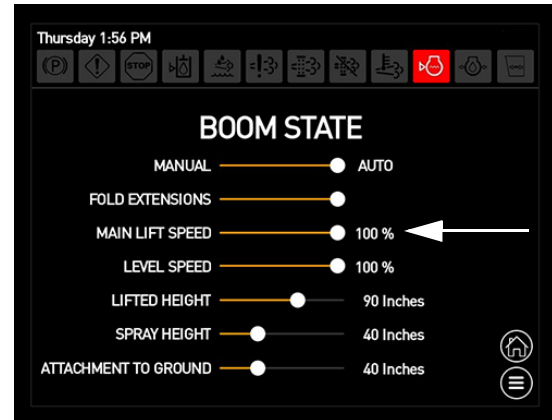 Thursday 1:56 PM
(P) STOP
BOOM STATE
MANUAL AUTO
FOLD EXTENSIONS
MAIN LIFT SPEED 100 %
LEVEL SPEED 100 %
LIFTED HEIGHT 90 Inches
SPRAY HEIGHT 40 Inches
ATTACHMENT TO GROUND 40 Inches